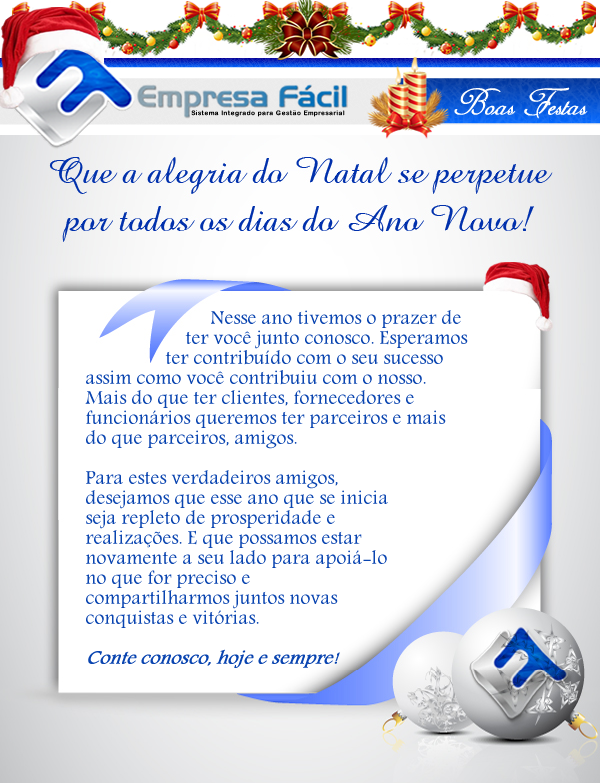 Empresa Fácil
Sistema Integrado para Gestão Empresarial
Boas Festas
Que a alegria do Natal se perpetue
por todos os dias do Ano Novo!
Nesse ano tivemos o prazer de
ter você junto conosco. Esperamos
ter contribuído com o seu sucesso
assim como você contribuiu com o nosso.
Mais do que ter clientes, fornecedores e
funcionários queremos ter parceiros e mais
do que parceiros, amigos.
Para estes verdadeiros amigos,
desejamos que esse ano que se inicia
seja repleto de prosperidade e
realizações. E que possamos estar
novamente a seu lado para apoiá-lo
no que for preciso e
compartilharmos juntos novas
conquistas e vitórias.
Conte conosco, hoje e sempre!